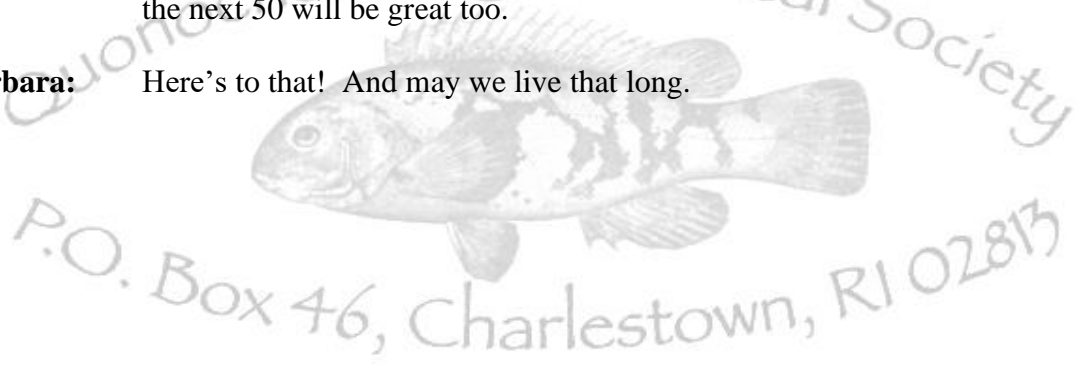 the next 50 will be great too.
Society
rbara: Here's to that! And may we live that long.
P.O. Box 46, Charlestown, RI 02813